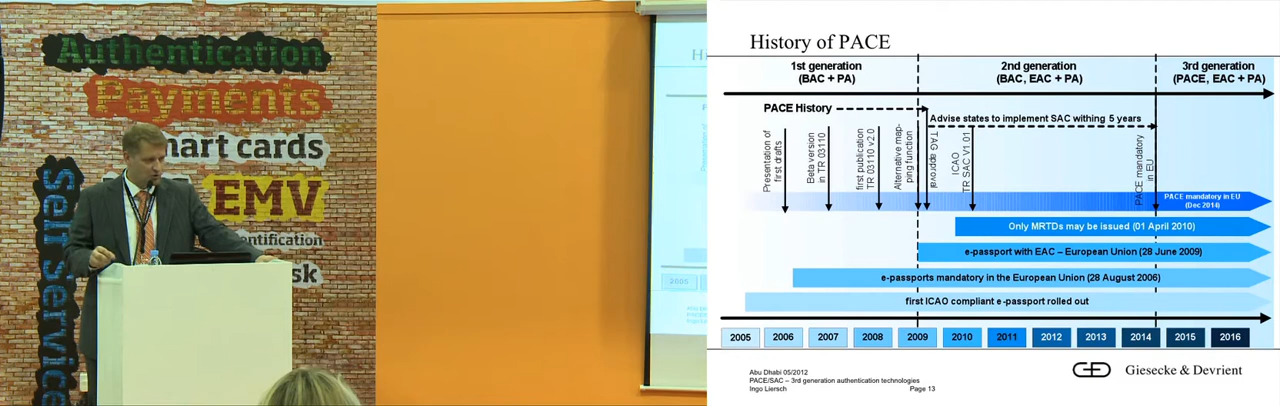 Authentication
Payments
mart cards
EMV
entification
sk
Self Service
2005
History of PACE
1st generation
(BAC + PA)
2nd generation
(BAC, EAC + PA)
3rd generation
(PACE, EAC + PA)
PACE History
Advise states to implement SAC withing 5 years
Presentation of
first drafts
Beta version
in TR 03110
first publication
TR 03110 v2.0
Alternative map-
ping function
TAG approval
ICAO
TR SAC V1.01
PACE mandatory
in EU
PACE mandatory in EU
(Dec 2014)
Only MRTDs may be issued (01 April 2010)
e-passport with EAC – European Union (28 June 2009)
e-passports mandatory in the European Union (28 August 2006)
first ICAO compliant e-passport rolled out
2005 2006 2007 2008 2009 2010 2011 2012 2013 2014 2015 2016
Abu Dhabi 05/2012
PACE/SAC – 3rd generation authentication technologies
Ingo Liersch Page 13
Giesecke & Devrient